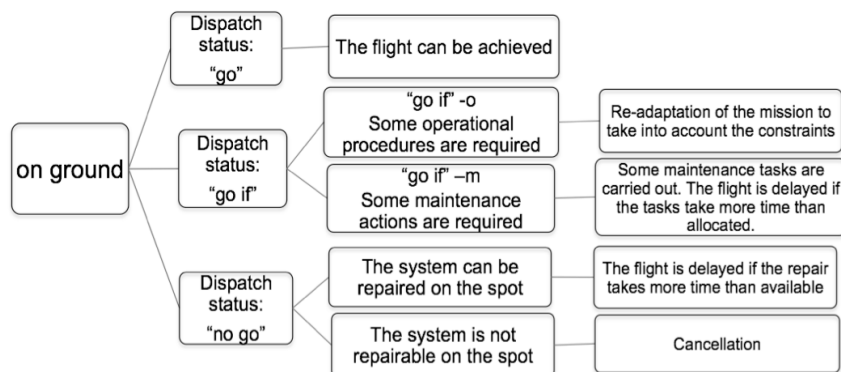 on ground
Dispatch
status:
“go”
The flight can be achieved
Dispatch
status:
“go if”
“go if” -o
Some operational
procedures are required
Re-adaptation of the mission to
take into account the constraints
“go if” –m
Some maintenance
actions are required
Some maintenance tasks are
carried out. The flight is delayed if
the tasks take more time than
allocated.
Dispatch
status:
“no go”
The system can be
repaired on the spot
The flight is delayed if the repair
takes more time than available
The system is not
repairable on the spot
Cancellation